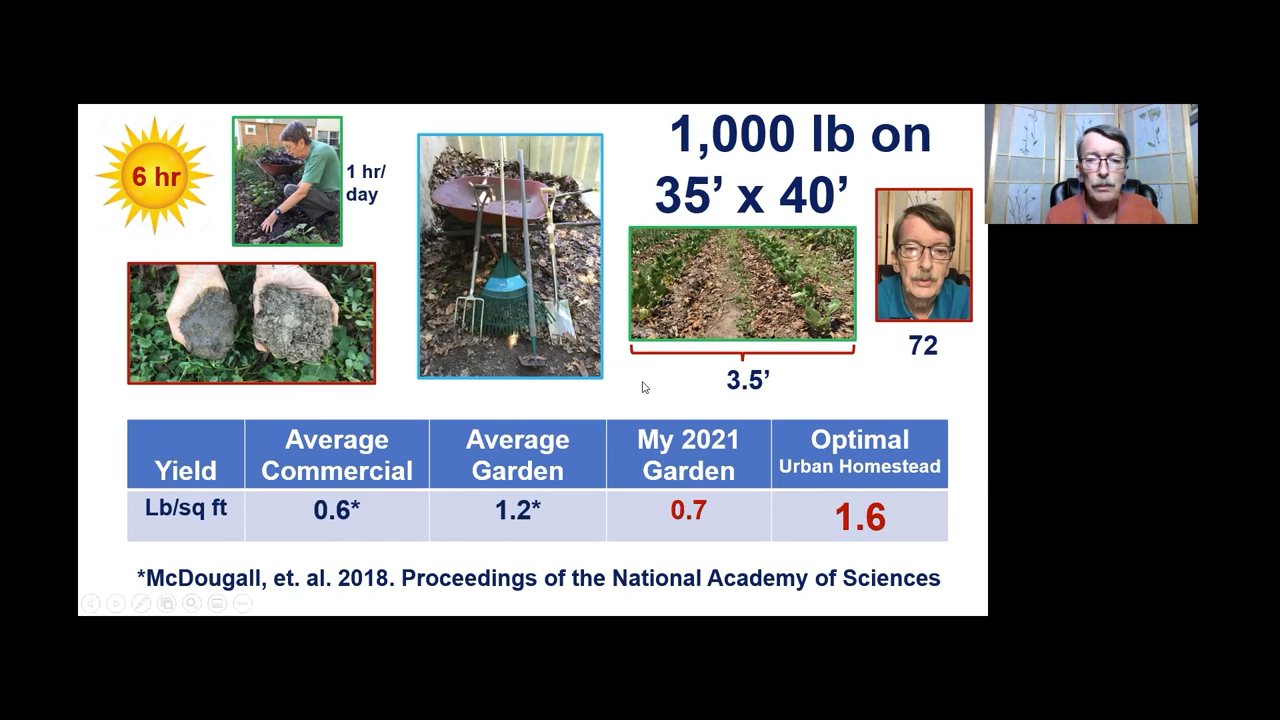 6 hr
1 hr/
day
1,000 lb on
35’ x 40’
72
3.5’
Yield
Average
Commercial
Average
Garden
My 2021
Garden
Optimal
Urban Homestead
Lb/sq ft
0.6*
1.2*
0.7
1.6
*McDougall, et. al. 2018. Proceedings of the National Academy of Sciences